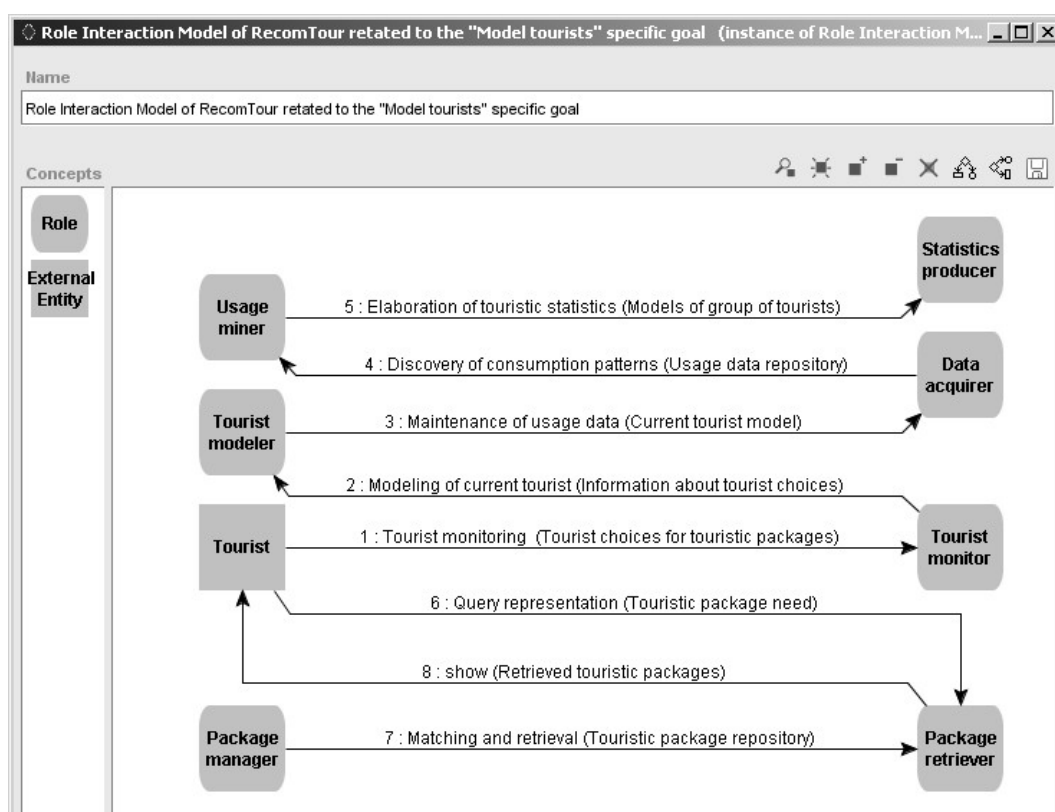 Role Interaction Model of RecomTour retated to the "Model tourists" specific goal (instance of Role Interaction M...
Name
Role Interaction Model of RecomTour retated to the "Model tourists" specific goal
Concepts
Role
External
Entity
Statistics
producer
Usage
miner
5 : Elaboration of touristic statistics (Models of group of tourists)
4 : Discovery of consumption patterns (Usage data repository)
Data
acquirer
Tourist
modeler
3 : Maintenance of usage data (Current tourist model)
2 : Modeling of current tourist (Information about tourist choices)
Tourist
1 : Tourist monitoring (Tourist choices for touristic packages)
Tourist
monitor
6 : Query representation (Touristic package need)
8 : show (Retrieved touristic packages)
Package
manager
7 : Matching and retrieval (Touristic package repository)
Package
retriever